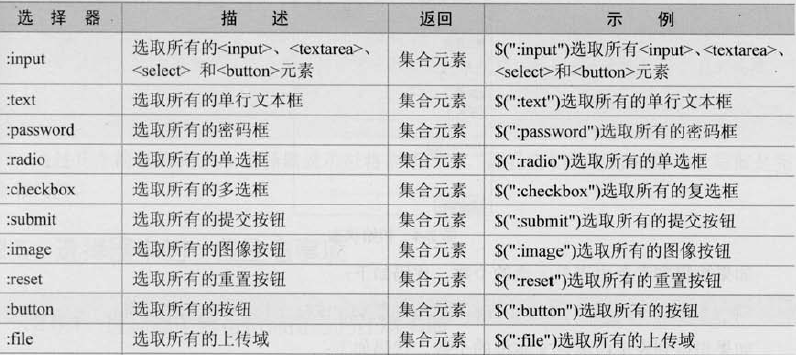 选 择 器 描 述 返回 示 例
:input 选取所有的<input>、<textarea>、<select> 和<button>元素 集合元素 $(":input")选取所有<input>、<textarea>、<select>和<button>元素
:text 选取所有的单行文本框 集合元素 $(":text")选取所有的单行文本框
:password 选取所有的密码框 集合元素 $(":password")选取所有的密码框
:radio 选取所有的单选框 集合元素 $(":radio")选取所有的单选框
:checkbox 选取所有的多选框 集合元素 $(":checkbox")选取所有的复选框
:submit 选取所有的提交按钮 集合元素 $(":submit")选取所有的提交按钮
:image 选取所有的图像按钮 集合元素 $(":image")选取所有的图像按钮
:reset 选取所有的重置按钮 集合元素 $(":reset")选取所有的重置按钮
:button 选取所有的按钮 集合元素 $(":button")选取所有的按钮
:file 选取所有的上传域 集合元素 $(":file")选取所有的上传域